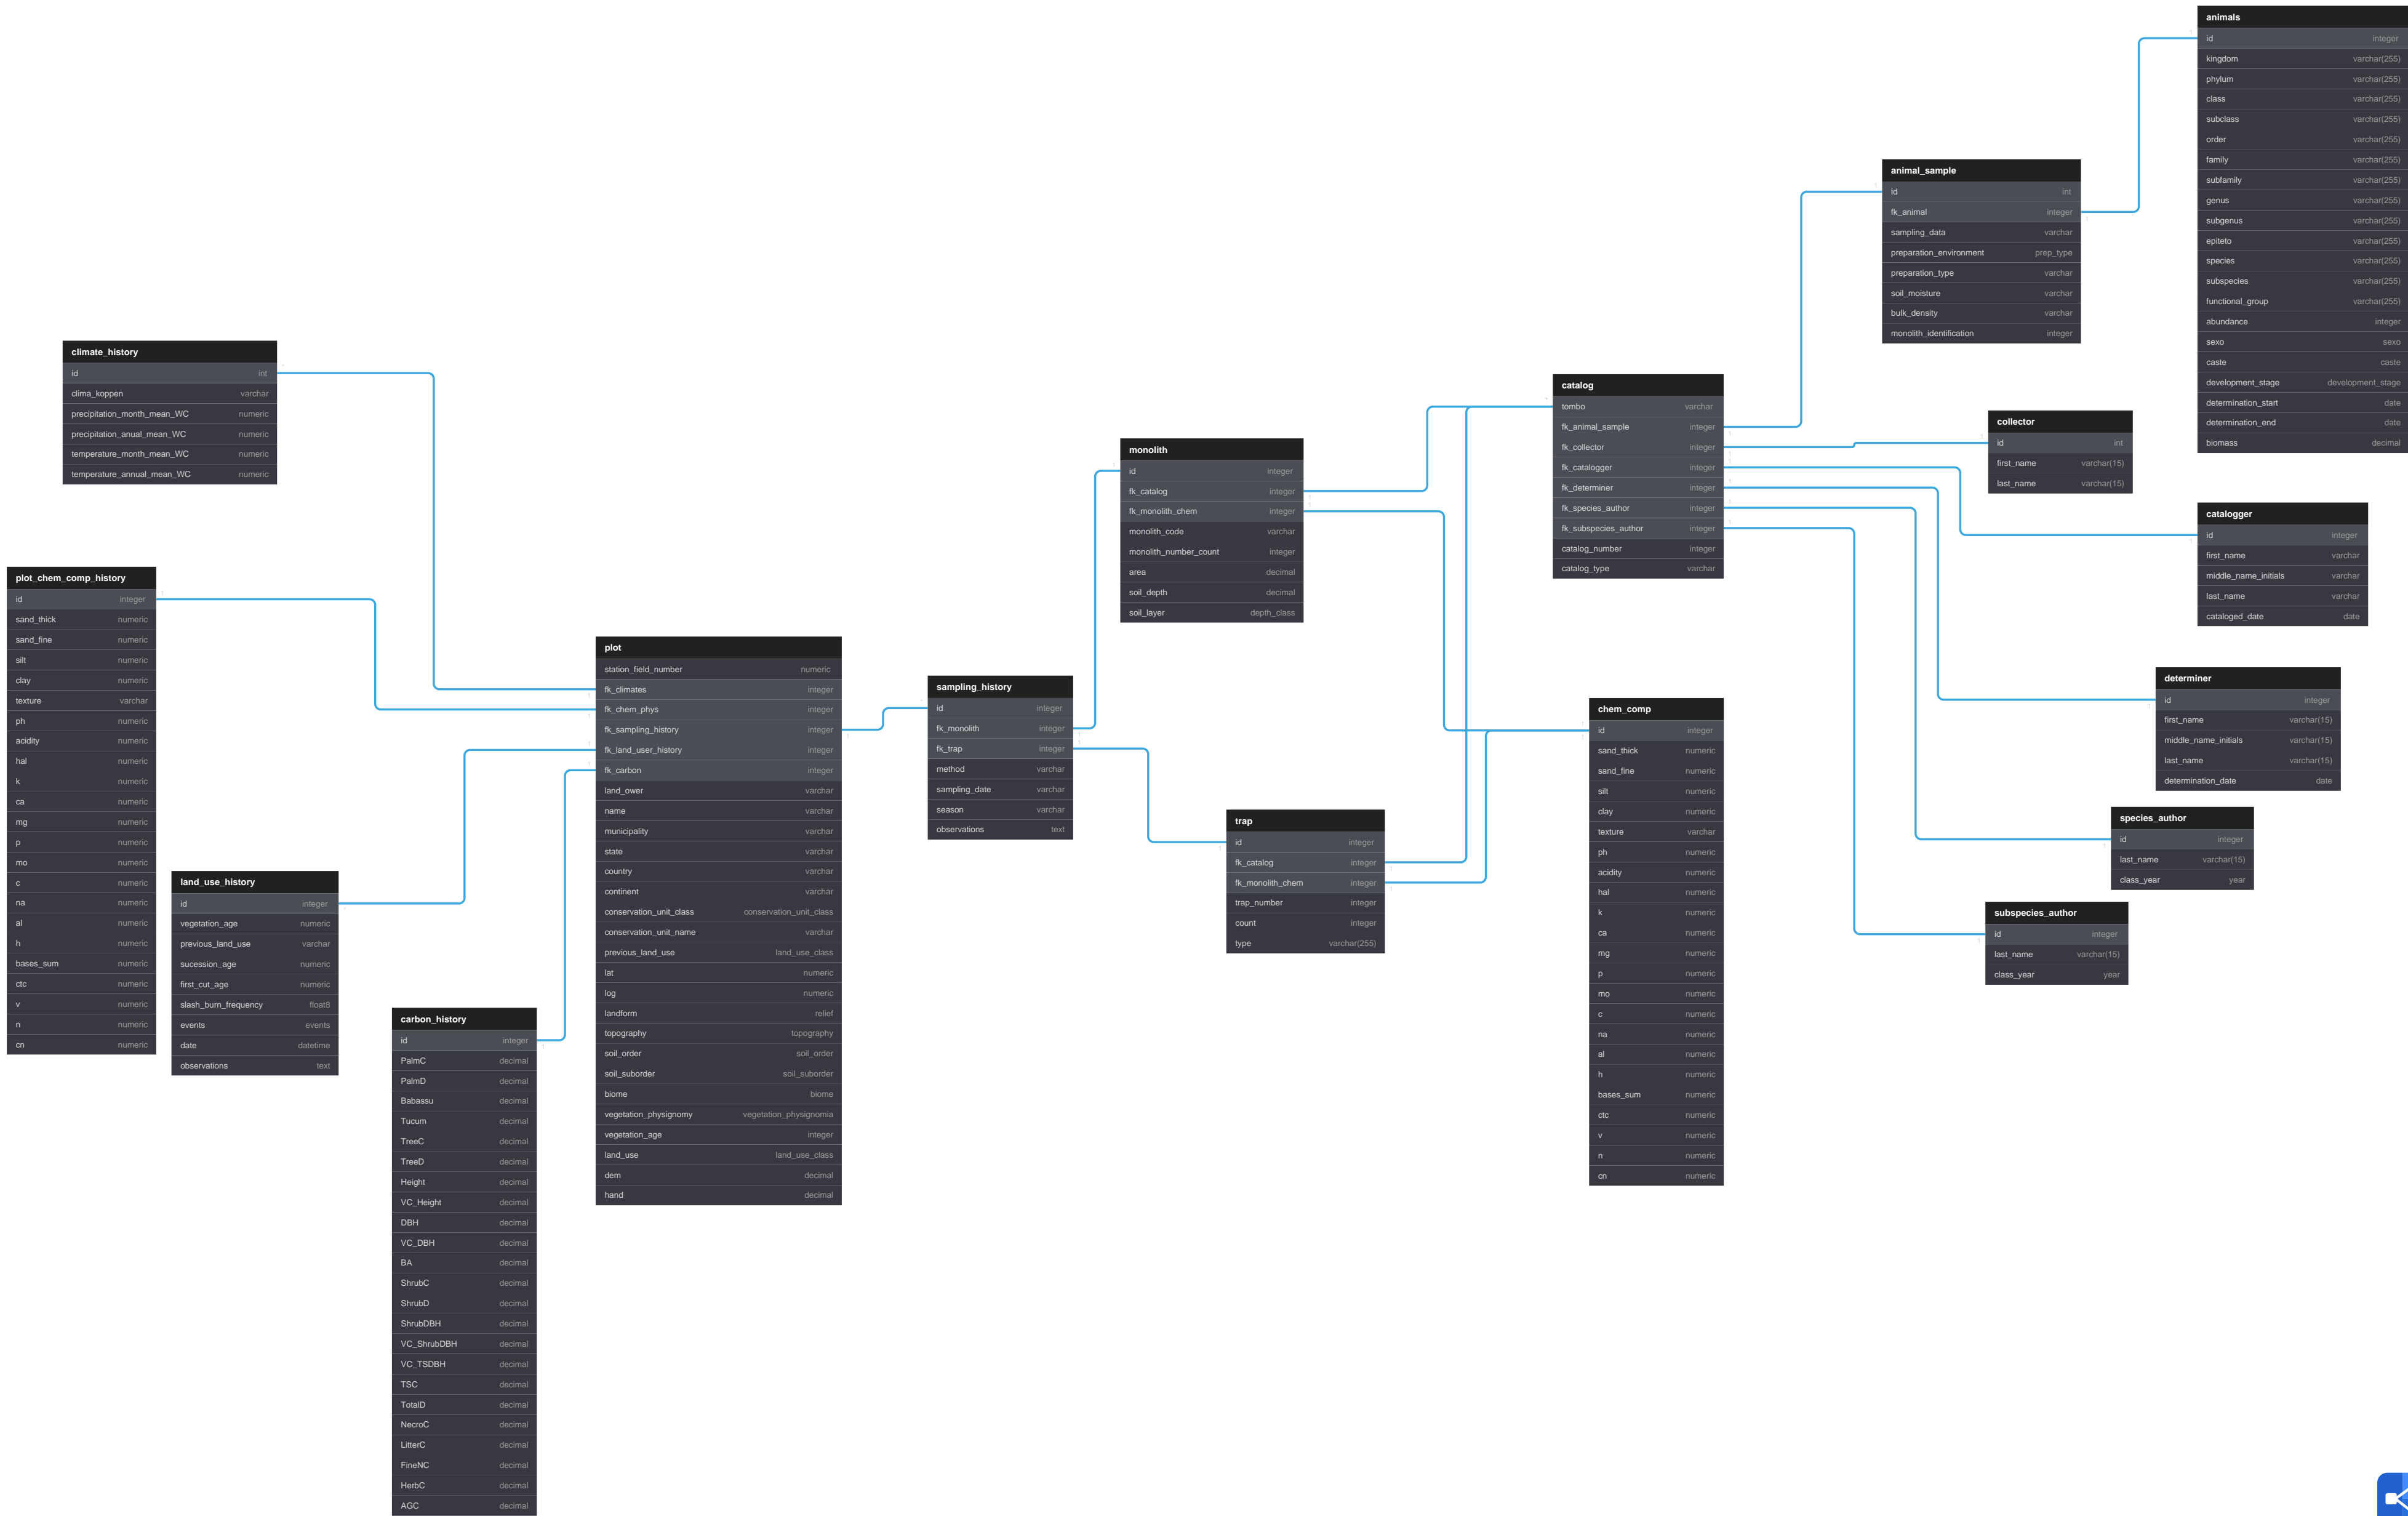 animals
id integer
kingdom varchar(255)
phylum varchar(255)
class varchar(255)
subclass varchar(255)
order varchar(255)
family varchar(255)
subfamily varchar(255)
genus varchar(255)
subgenus varchar(255)
epiteto varchar(255)
species varchar(255)
subspecies varchar(255)
functional_group varchar(255)
abundance integer
sexo sexo
caste caste
development_stage development_stage
determination_start date
determination_end date
biomass decimal
animal_sample
id int
fk_animal integer
sampling_data varchar
preparation_environment prep_type
preparation_type varchar
soil_moisture varchar
bulk_density varchar
monolith_identification integer
climate_history
id int
clima_koppen varchar
precipitation_month_mean_WC numeric
precipitation_anual_mean_WC numeric
temperature_month_mean_WC numeric
temperature_annual_mean_WC numeric
catalog
tombo varchar
fk_animal_sample integer
fk_collector integer
fk_catalogger integer
fk_determiner integer
fk_species_author integer
fk_subspecies_author integer
catalog_number integer
catalog_type varchar
collector
id int
first_name varchar(15)
last_name varchar(15)
monolith
id integer
fk_catalog integer
fk_monolith_chem integer
monolith_code varchar
monolith_number_count integer
area decimal
soil_depth decimal
soil_layer depth_class
catalogger
id integer
first_name varchar
middle_name_initials varchar
last_name varchar
cataloged_date date
plot_chem_comp_history
id integer
sand_thick numeric
sand_fine numeric
silt numeric
clay numeric
texture varchar
ph numeric
acidity numeric
hal numeric
k numeric
ca numeric
mg numeric
p numeric
mo numeric
c numeric
na numeric
al numeric
h numeric
bases_sum numeric
ctc numeric
v numeric
n numeric
cn numeric
plot
station_field_number numeric
fk_climates integer
fk_chem_phys integer
fk_sampling_history integer
fk_land_user_history integer
fk_carbon integer
land_ower varchar
name varchar
municipality varchar
state varchar
country varchar
continent varchar
conservation_unit_class conservation_unit_class
conservation_unit_name varchar
previous_land_use land_use_class
lat numeric
log numeric
landform relief
topography topography
soil_order soil_order
soil_suborder soil_suborder
biome biome
vegetation_physignomy vegetation_physignomia
vegetation_age integer
land_use land_use_class
dem decimal
hand decimal
sampling_history
id integer
fk_monolith integer
fk_trap integer
method varchar
sampling_date varchar
season varchar
observations text
determiner
id integer
first_name varchar(15)
middle_name_initials varchar(15)
last_name varchar(15)
determination_date date
chem_comp
id integer
sand_thick numeric
sand_fine numeric
silt numeric
clay numeric
texture varchar
ph numeric
acidity numeric
hal numeric
k numeric
ca numeric
mg numeric
p numeric
mo numeric
c numeric
na numeric
al numeric
h numeric
bases_sum numeric
ctc numeric
v numeric
n numeric
cn numeric
trap
id integer
fk_catalog integer
fk_monolith_chem integer
trap_number integer
count integer
type varchar(255)
species_author
id integer
last_name varchar(15)
class_year year
land_use_history
id integer
vegetation_age numeric
previous_land_use varchar
sucession_age numeric
first_cut_age numeric
slash_burn_frequency float8
events events
date datetime
observations text
subspecies_author
id integer
last_name varchar(15)
class_year year
carbon_history
id integer
PalmC decimal
PalmD decimal
Babassu decimal
Tucum decimal
TreeC decimal
TreeD decimal
Height decimal
VC_Height decimal
DBH decimal
VC_DBH decimal
BA decimal
ShrubC decimal
ShrubD decimal
ShrubDBH decimal
VC_ShrubDBH decimal
VC_TSDBH decimal
TSC decimal
TotalD decimal
NecroC decimal
LitterC decimal
FineNC decimal
HerbC decimal
AGC decimal